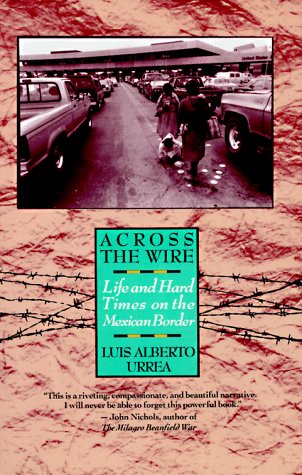 United States
ACROSS
THE WIRE
Life and Hard
Times on the
Mexican Border
LUIS ALBERTO
URREA
"This is a riveting, compassionate, and beautiful narrative.
I will never be able to forget this powerful book."
— John Nichols, author of
The Milagro Beanfield War